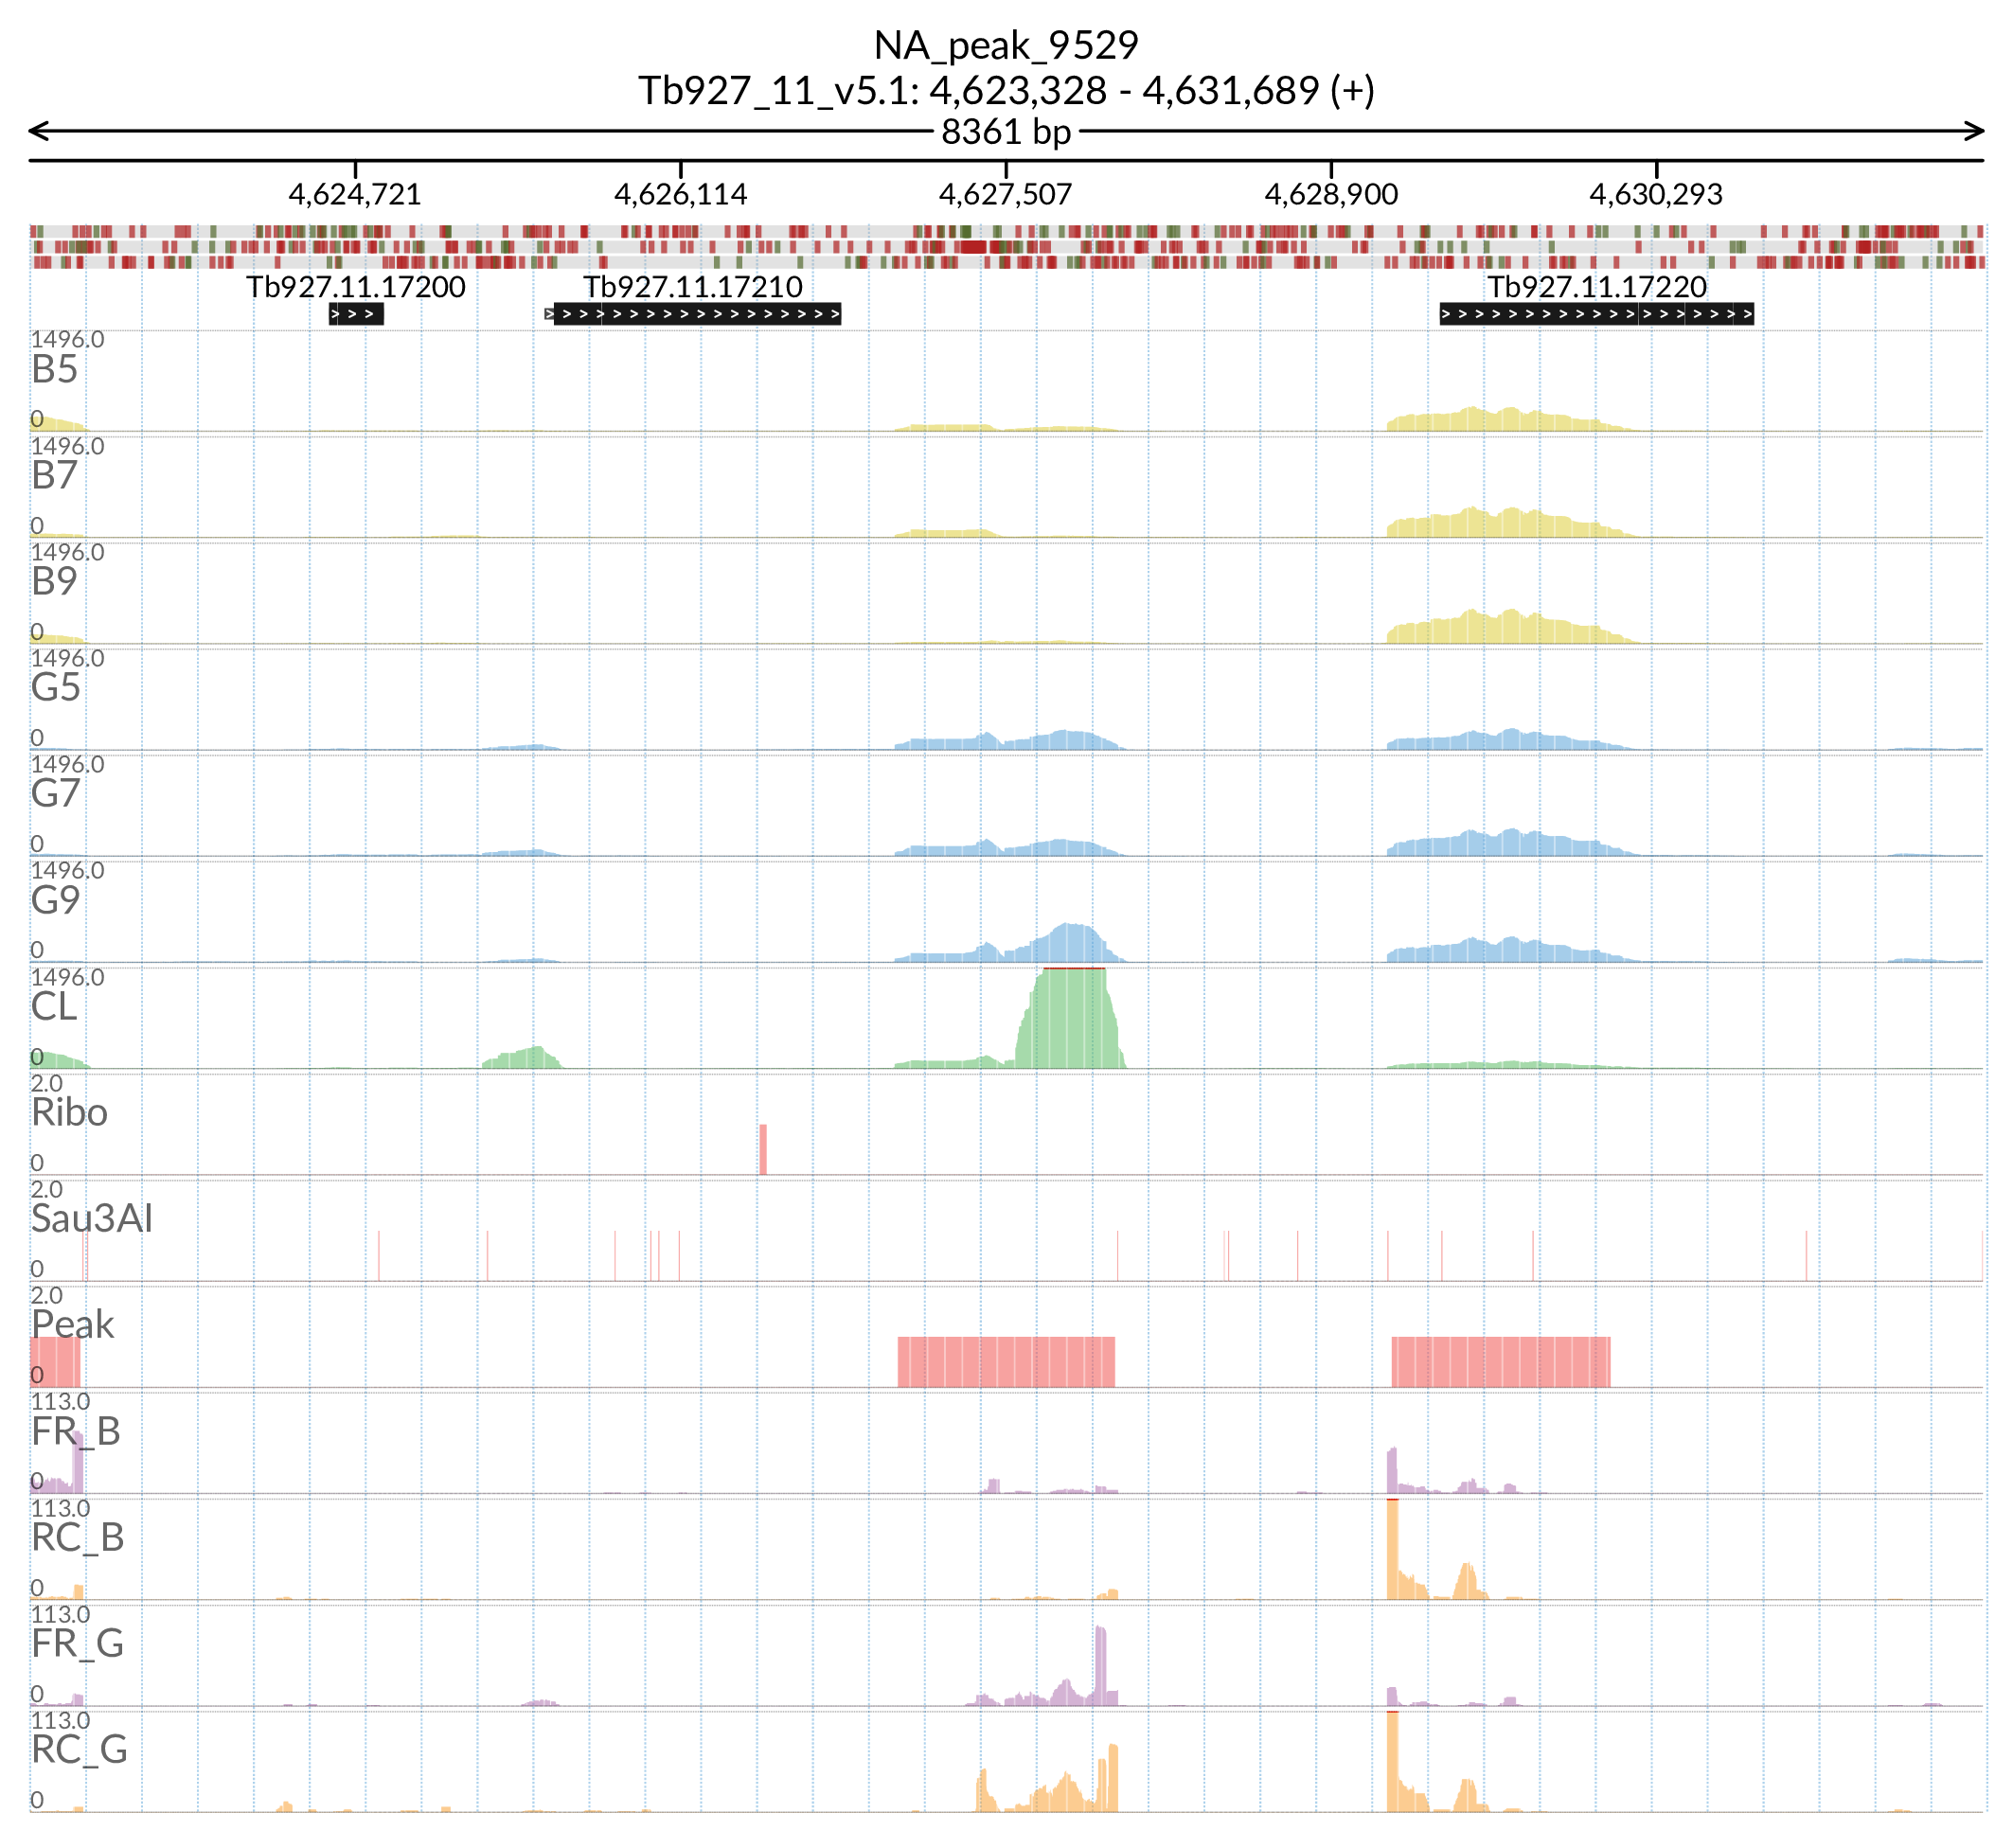 NA_peak_9529
Tb927_11_v5.1: 4,623,328 - 4,631,689 (+)
8361 bp
4,624,721 4,626,114 4,627,507 4,628,900 4,630,293
Tb927.11.17200 Tb927.11.17210 Tb927.11.17220
1496.0
B5
0
1496.0
B7
0
1496.0
B9
0
1496.0
G5
0
1496.0
G7
0
1496.0
G9
0
1496.0
CL
0
2.0
Ribo
0
2.0
Sau3AI
0
2.0
Peak
0
113.0
FR_B
0
113.0
RC_B
0
113.0
FR_G
0
113.0
RC_G
0